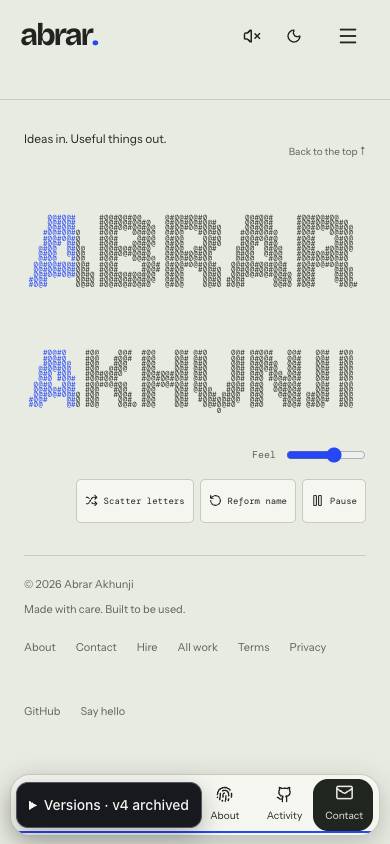 abrar.
Ideas in. Useful things out.
Back to the top ↑
ABRAR
AKHUNJI
Feel
Scatter letters
Reform name
Pause
© 2026 Abrar Akhunji
Made with care. Built to be used.
About Contact Hire All work Terms Privacy
GitHub Say hello
▶ Versions · v4 archived
About Activity Contact